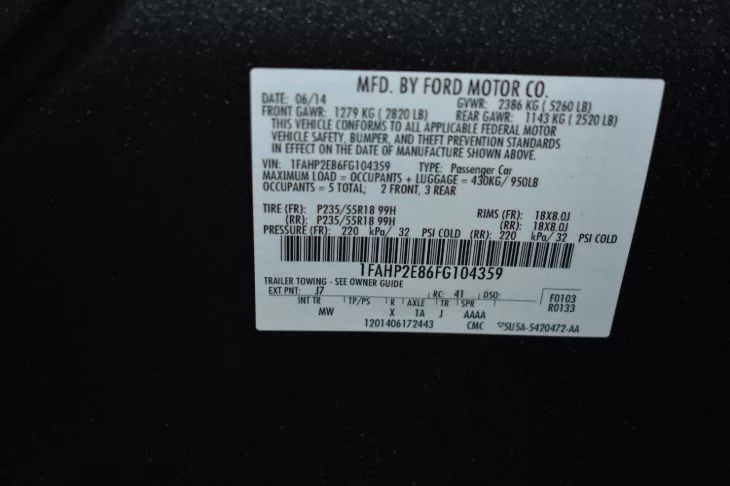 MFD. BY FORD MOTOR CO.
DATE: 06/14 GVWR: 2386 KG ( 5260 LB)
FRONT GAWR: 1279 KG ( 2820 LB) REAR GAWR: 1143 KG ( 2520 LB)
THIS VEHICLE CONFORMS TO ALL APPLICABLE FEDERAL MOTOR
VEHICLE SAFETY, BUMPER, AND THEFT PREVENTION STANDARDS
IN EFFECT ON THE DATE OF MANUFACTURE SHOWN ABOVE.
VIN: 1FAHP2E86FG104359 TYPE: Passenger Car
MAXIMUM LOAD = OCCUPANTS + LUGGAGE = 430KG/ 950LB
OCCUPANTS = 5 TOTAL; 2 FRONT, 3 REAR
TIRE (FR): P235/55R18 99H RIMS (FR): 18X8.0J
(RR): P235/55R18 99H (RR): 18X8.0J
PRESSURE (FR): 220 kPa/ 32 PSI COLD (RR): 220 kPa/ 32 PSI COLD
1FAHP2E86FG104359
TRAILER TOWING - SEE OWNER GUIDE
EXT PNT: J7 RC: 41 DSO: F0103
INT TR TP/PS R AXLE TR SPR R0133
MW X 1A J AAAA
1201406172443 CMC 5U5A-5420472-AA